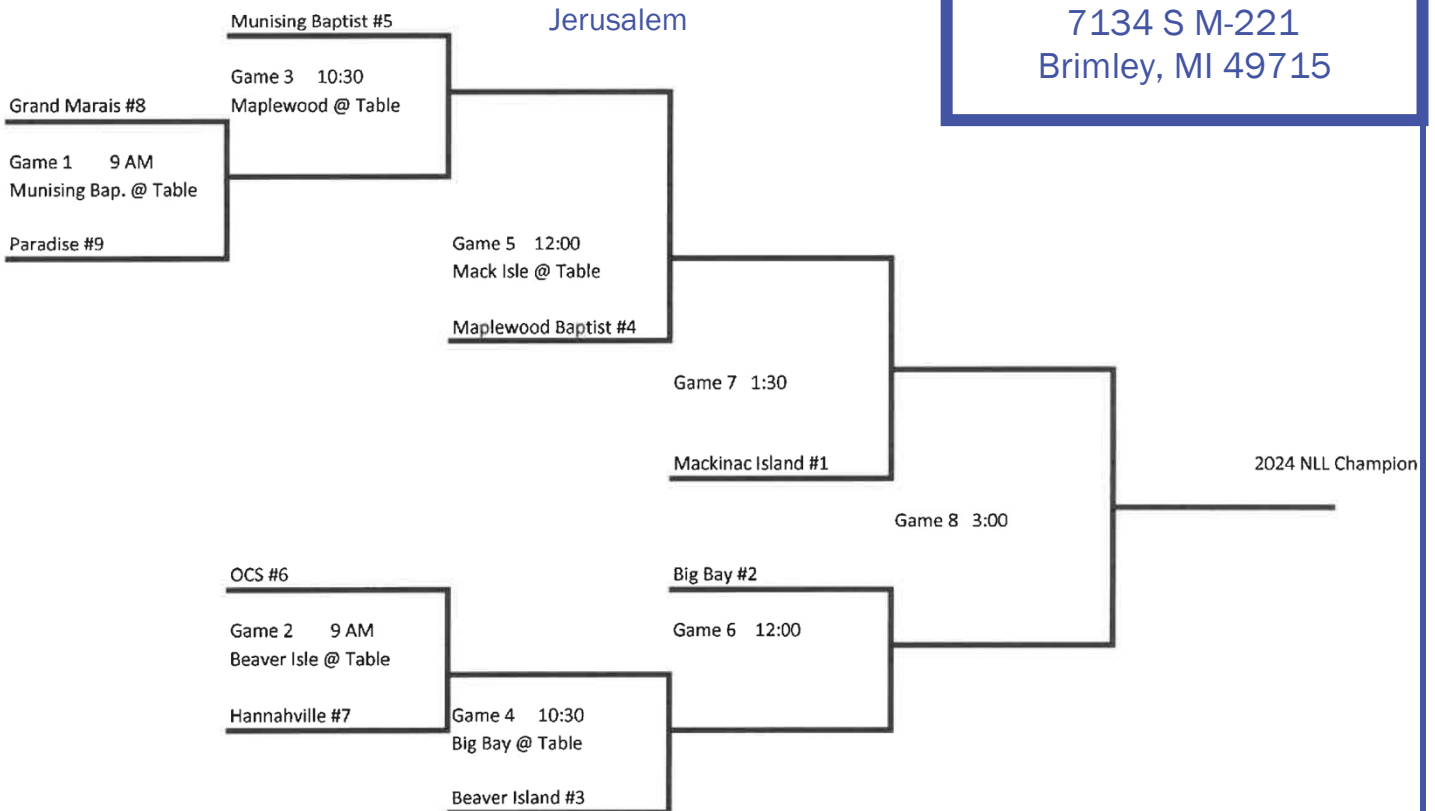 Munising Baptist #5
Jerusalem
7134 S M-221
Brimley, MI 49715
Game 3 10:30
Maplewood @ Table
Grand Marais #8
Game 1 9 AM
Munising Bap. @ Table
Paradise #9
Game 5 12:00
Mack Isle @ Table
Maplewood Baptist #4
Game 7 1:30
Mackinac Island #1
2024 NLL Champion
Game 8 3:00
OCS #6
Big Bay #2
Game 2 9 AM
Beaver Isle @ Table
Game 6 12:00
Hannahville #7
Game 4 10:30
Big Bay @ Table
Beaver Island #3